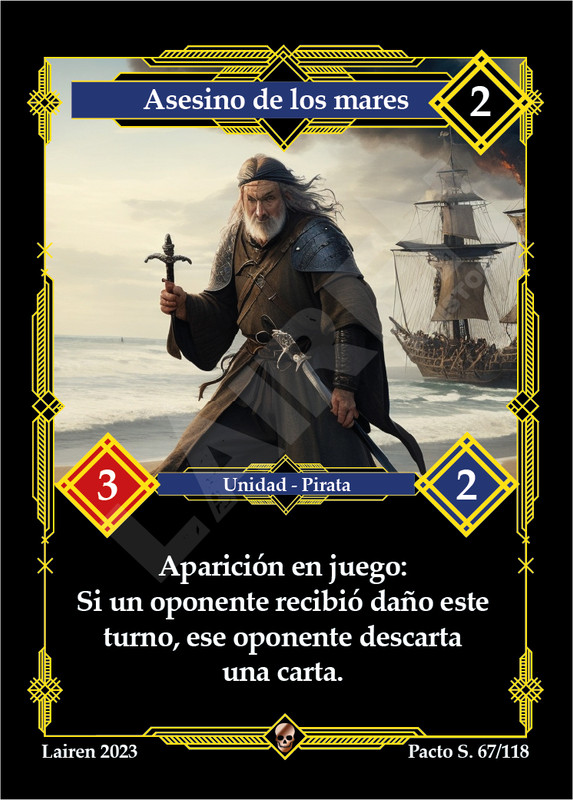 Asesino de los mares
2
3
Unidad - Pirata
2
Aparición en juego:
Si un oponente recibió daño este
turno, ese oponente descarta
una carta.
Lairen 2023
Pacto S. 67/118